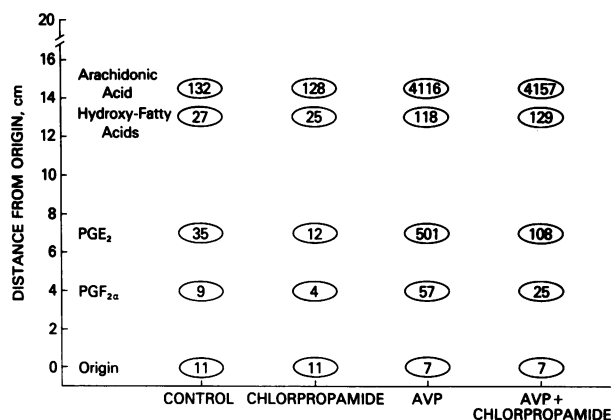 DISTANCE FROM ORIGIN, cm
20
16
14
12
10
8
6
4
2
0
Arachidonic
Acid
132 128 4116 4157
Hydroxy-Fatty
Acids
27 25 118 129
PGE₂
35 12 501 108
PGF₂α
9 4 57 25
Origin
11 11 7 7
CONTROL CHLORPROPAMIDE AVP AVP +
CHLORPROPAMIDE